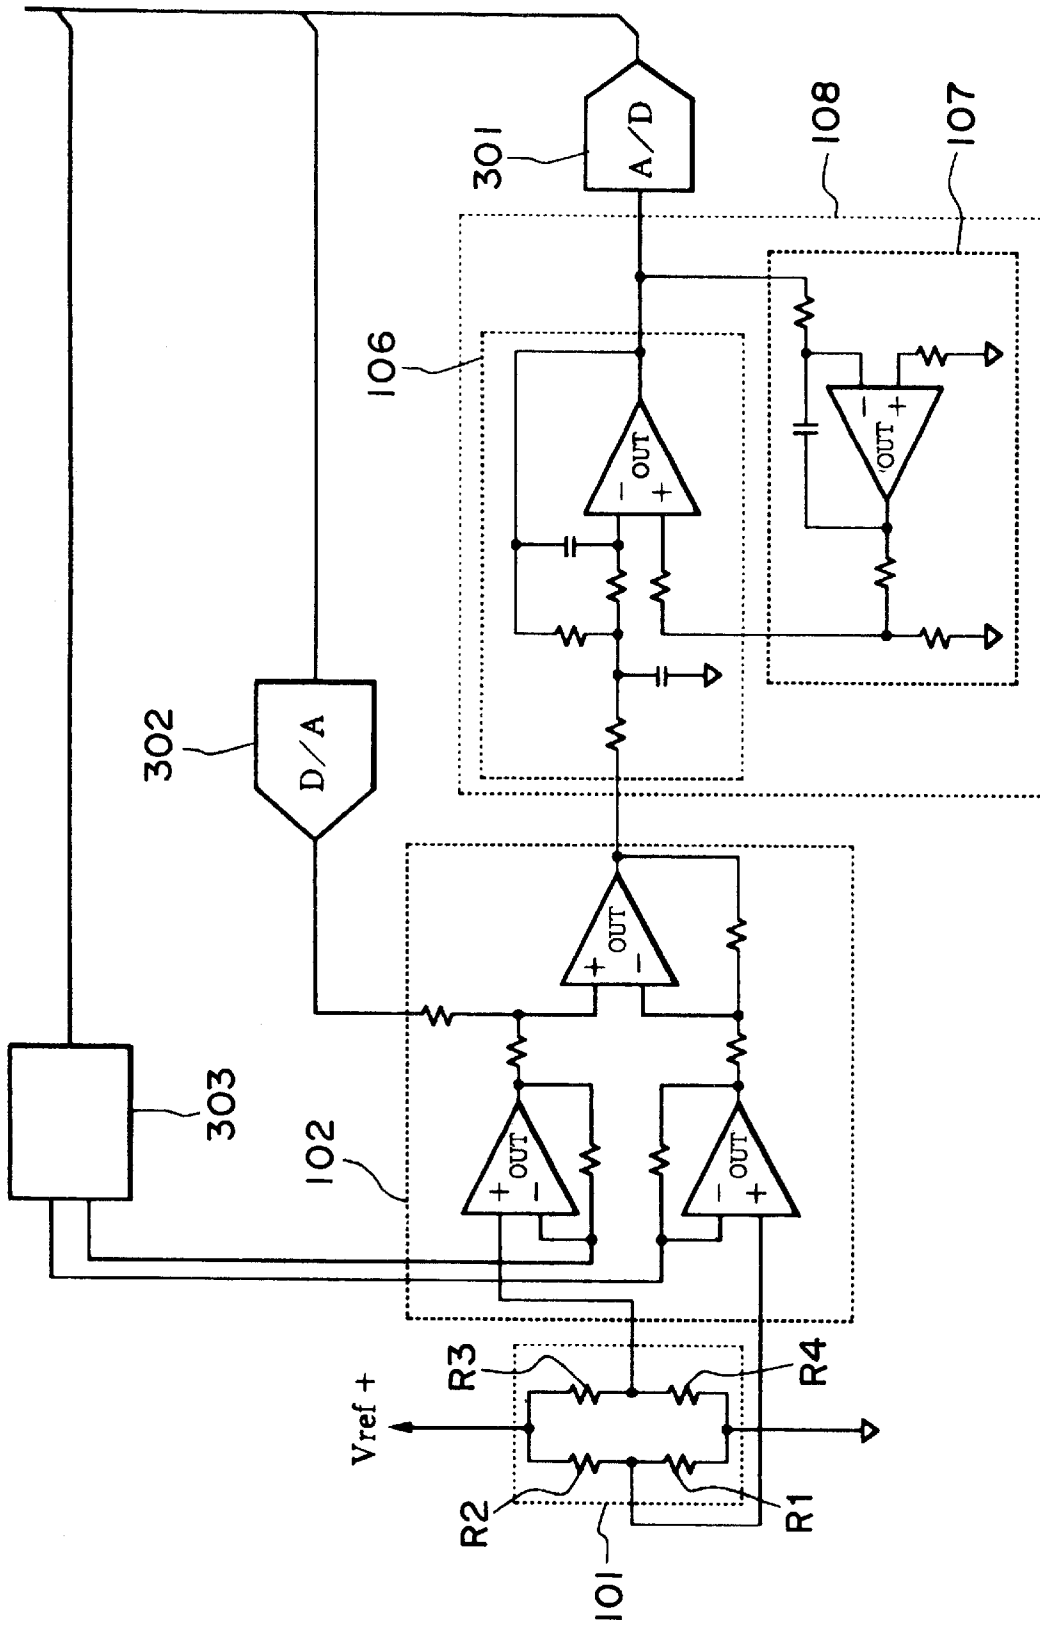 303
302
301
A/D
D/A
102
106
108
107
+
−
OUT
−
+
OUT
+
−
OUT
−
+
OUT
−
+
OUT
Vref +
R3
R4
R2
R1
101